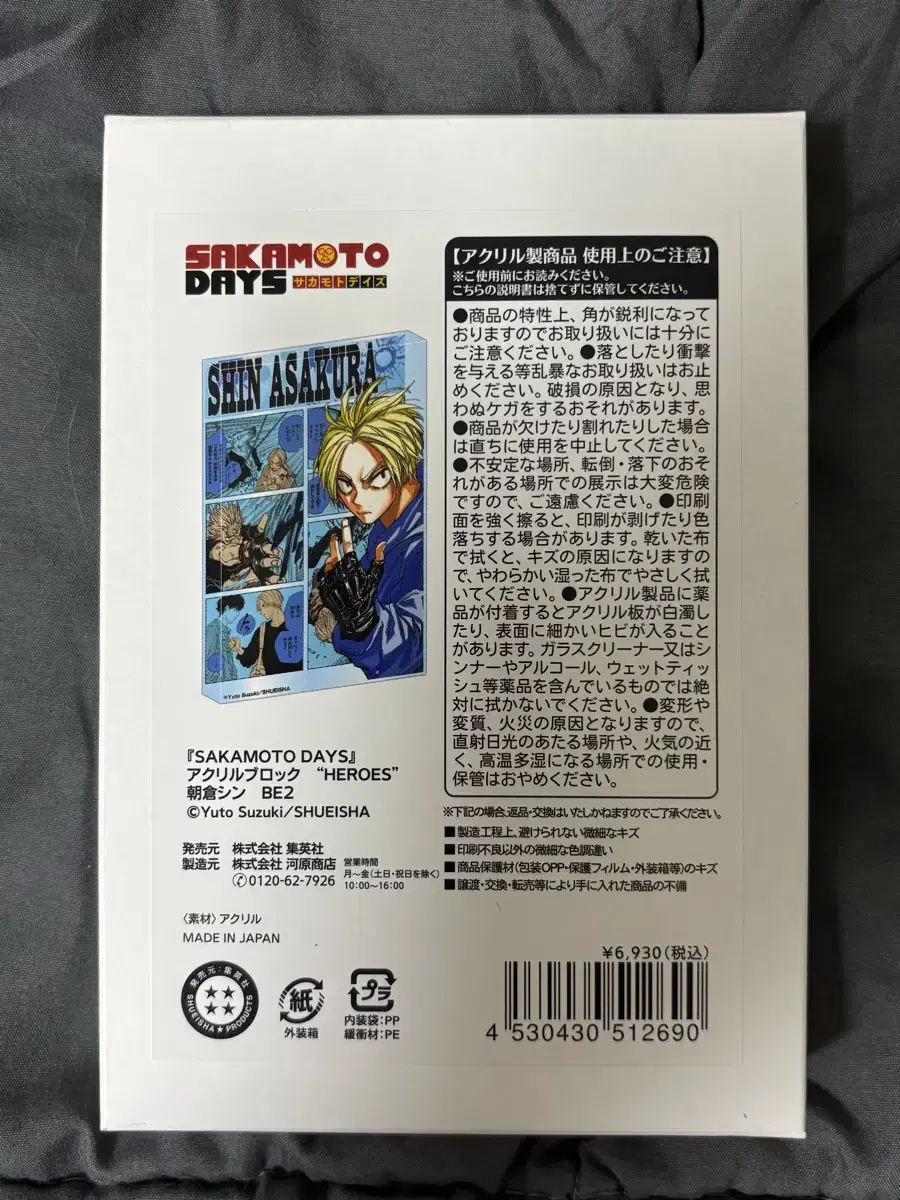 SAKAMOTO
DAYS サカモトデイズ
SHIN ASAKURA
©Yuto Suzuki/SHUEISHA
『SAKAMOTO DAYS』
アクリルブロック “HEROES”
朝倉シン BE2
©Yuto Suzuki/SHUEISHA
発売元 株式会社 集英社
製造元 株式会社 河原商店
0120-62-7926
営業時間
月～金(土日・祝日を除く)
10:00～16:00
〈素材〉アクリル
MADE IN JAPAN
発売元：集英社
SHUEISHA★PRODUCTS
紙
外装箱
プラ
内装袋：PP
緩衝材：PE
【アクリル製商品 使用上のご注意】
※ご使用前にお読みください。
こちらの説明書は捨てずに保管してください。
●商品の特性上、角が鋭利になって
おりますのでお取り扱いには十分に
ご注意ください。●落としたり衝撃
を与える等乱暴なお取り扱いはお止
めください。破損の原因となり、思
わぬケガをするおそれがあります。
●商品が欠けたり割れたりした場合
は直ちに使用を中止してください。
●不安定な場所、転倒・落下のおそ
れがある場所での展示は大変危険
ですので、ご遠慮ください。●印刷
面を強く擦ると、印刷が剥げたり色
落ちする場合があります。乾いた布
で拭くと、キズの原因になりますの
で、やわらかい湿った布でやさしく拭
いてください。●アクリル製品に薬
品が付着するとアクリル板が白濁し
たり、表面に細かいヒビが入ること
があります。ガラスクリーナー又はシ
ンナーやアルコール、ウェットティッ
シュ等薬品を含んでいるものでは絶
対に拭かないでください。●変形や
変質、火災の原因となりますので、
直射日光のあたる場所や、火気の近
く、高温多湿になる場所での使用・
保管はおやめください。
※下記の場合、返品・交換はいたしかねますのでご了承ください。
■製造工程上、避けられない微細なキズ
■印刷不良以外の微細な色調違い
■商品保護材(包装OPP・保護フィルム・外装箱等)のキズ
■譲渡・交換・転売等により手に入れた商品の不備
¥6,930(税込)
4 530430 512690